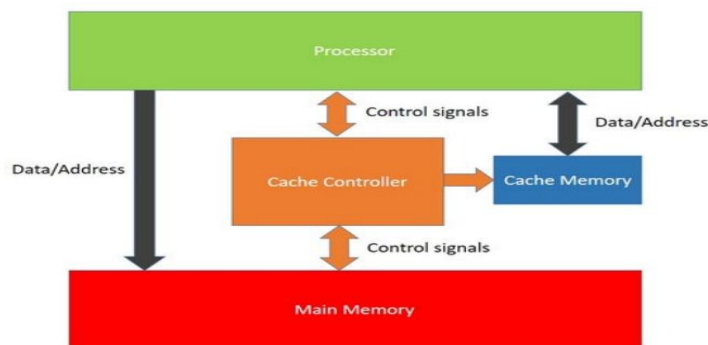 Processor
Control signals
Data/Address
Data/Address
Cache Controller
Cache Memory
Control signals
Main Memory